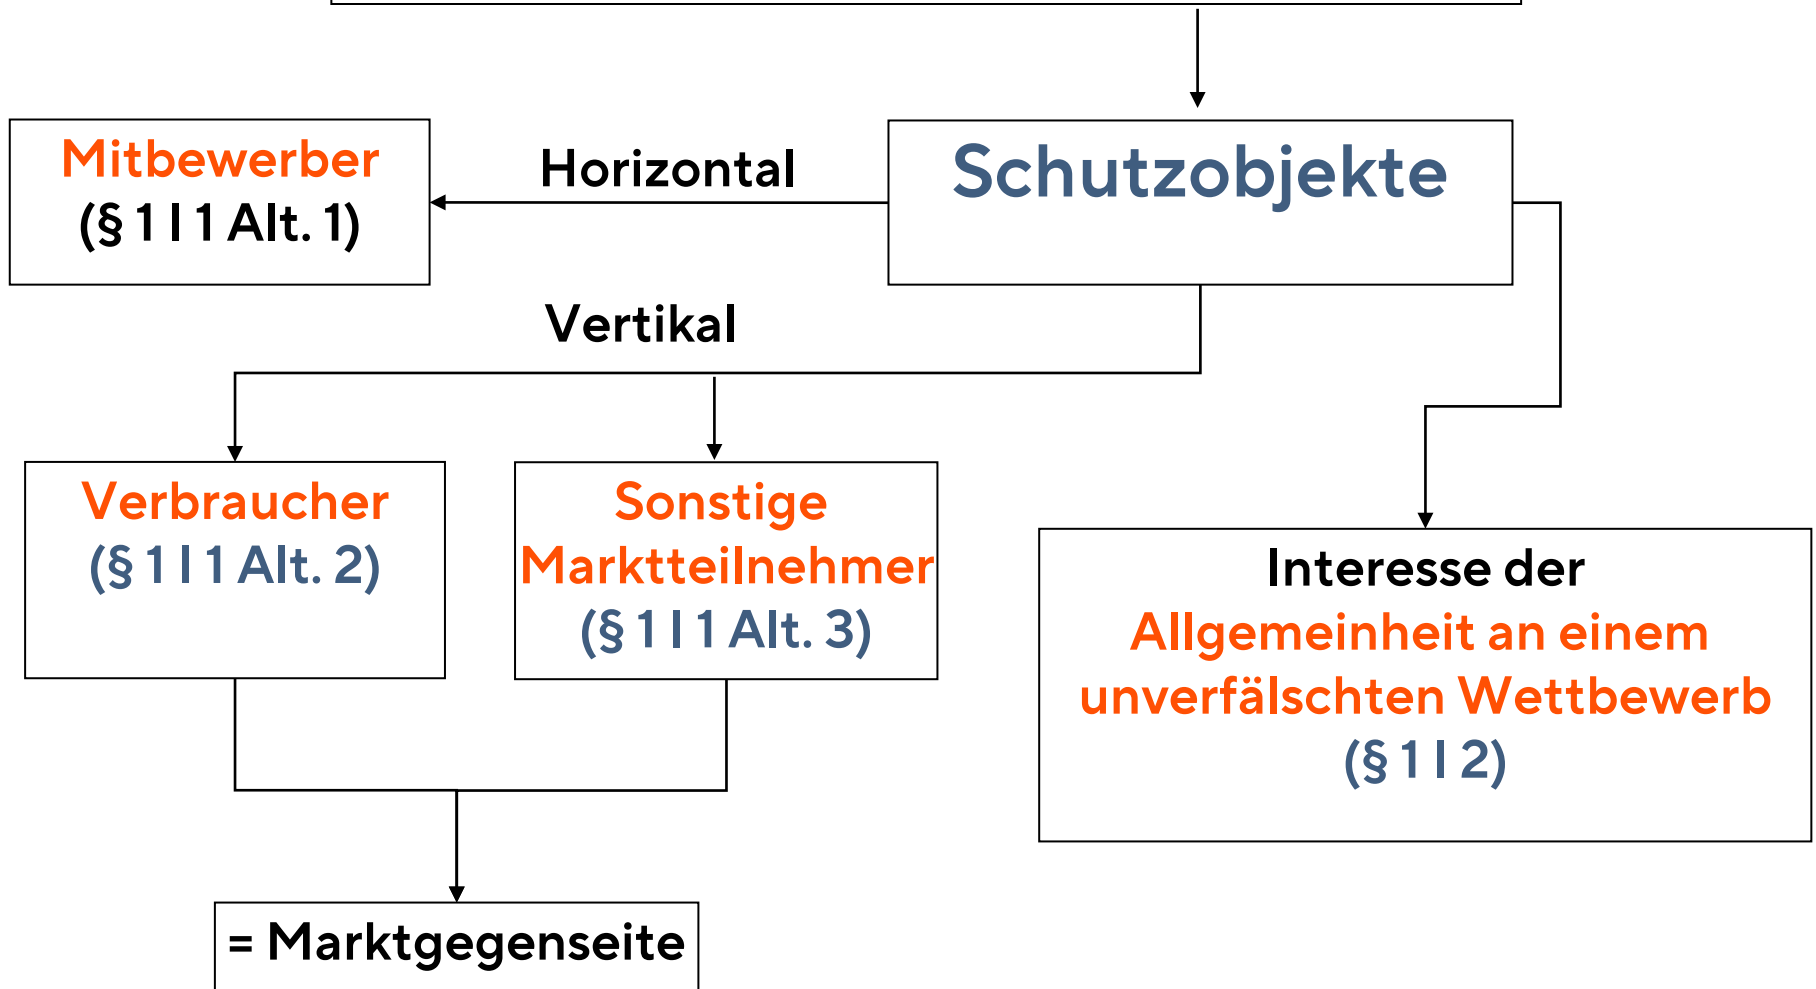 Schutzobjekte
Horizontal
Mitbewerber
(§ 1 I 1 Alt. 1)
Vertikal
Verbraucher
(§ 1 I 1 Alt. 2)
Sonstige
Marktteilnehmer
(§ 1 I 1 Alt. 3)
Interesse der
Allgemeinheit an einem
unverfälschten Wettbewerb
(§ 1 I 2)
= Marktgegenseite